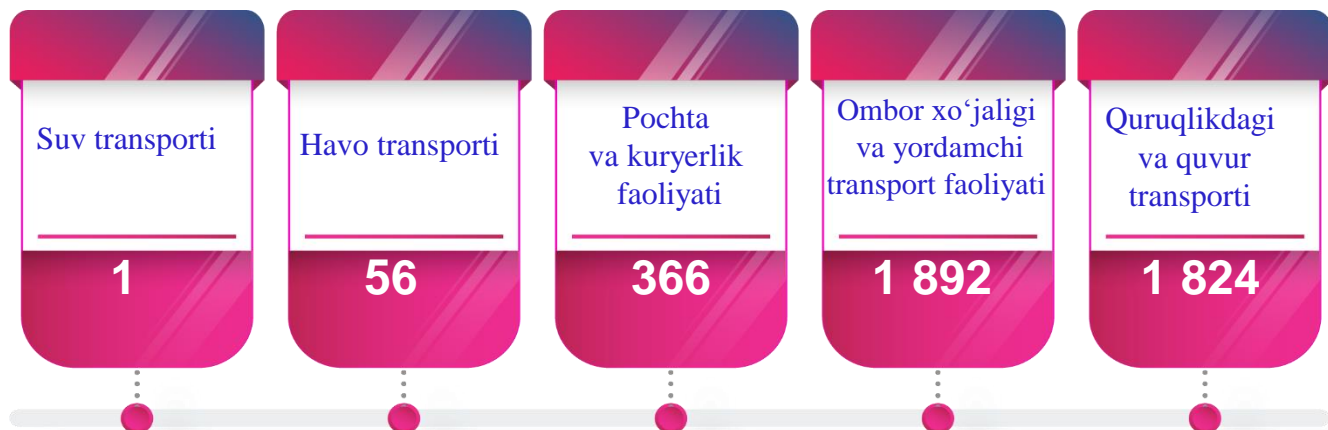 Suv transporti
1
Havo transporti
56
Pochta
va kuryerlik
faoliyati
366
Ombor xo‘jaligi
va yordamchi
transport faoliyati
1 892
Quruqlikdagi
va quvur
transporti
1 824